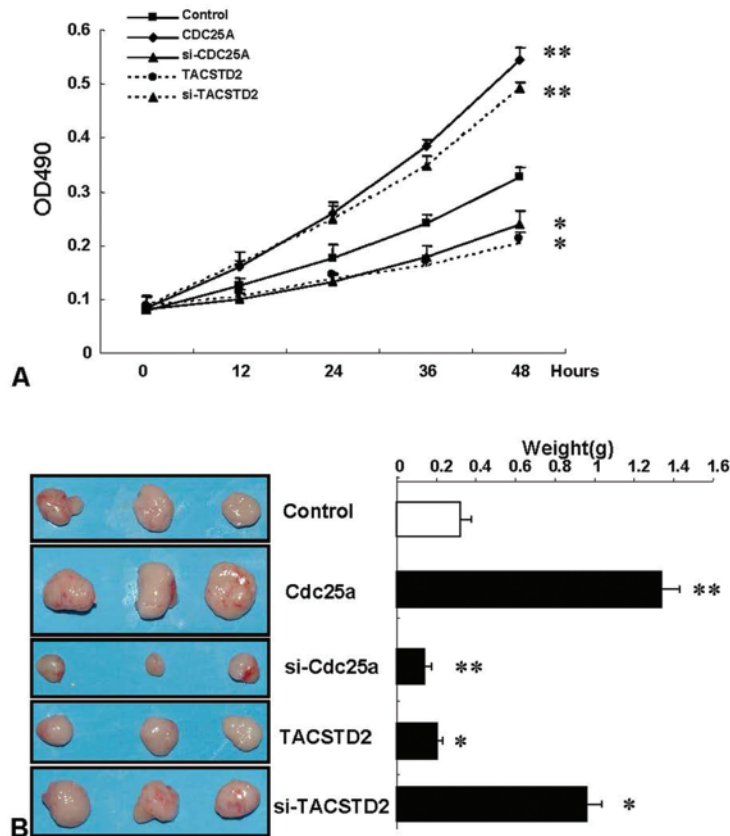 Control
CDC25A
si-CDC25A
TACSTD2
si-TACSTD2
0.6
0.5
0.4
0.3
0.2
0.1
0
OD490
**
**
*
*
0 12 24 36 48 Hours
A
Weight(g)
0 0.2 0.4 0.6 0.8 1 1.2 1.4 1.6
Control
Cdc25a **
si-Cdc25a **
TACSTD2 *
si-TACSTD2 *
B